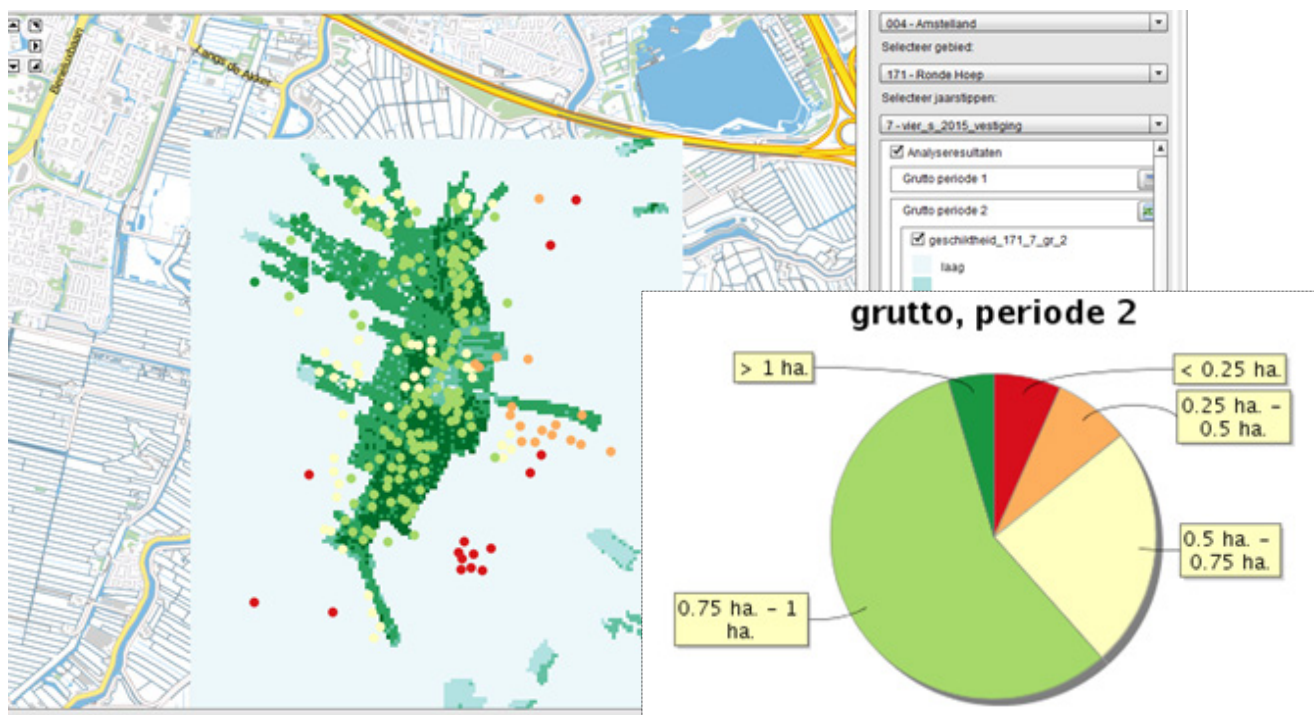 Beneluxbaan
Langs de Akker
004 - Amstelland
Selecteer gebied:
171 - Ronde Hoep
Selecteer jaarstippen:
7 - vier_s_2015_vestiging
Analyseresultaten
Grutto periode 1
Grutto periode 2
geschiktheid_171_7_gr_2
laag
grutto, periode 2
> 1 ha.
< 0.25 ha.
0.25 ha. –
0.5 ha.
0.5 ha. –
0.75 ha.
0.75 ha. – 1
ha.